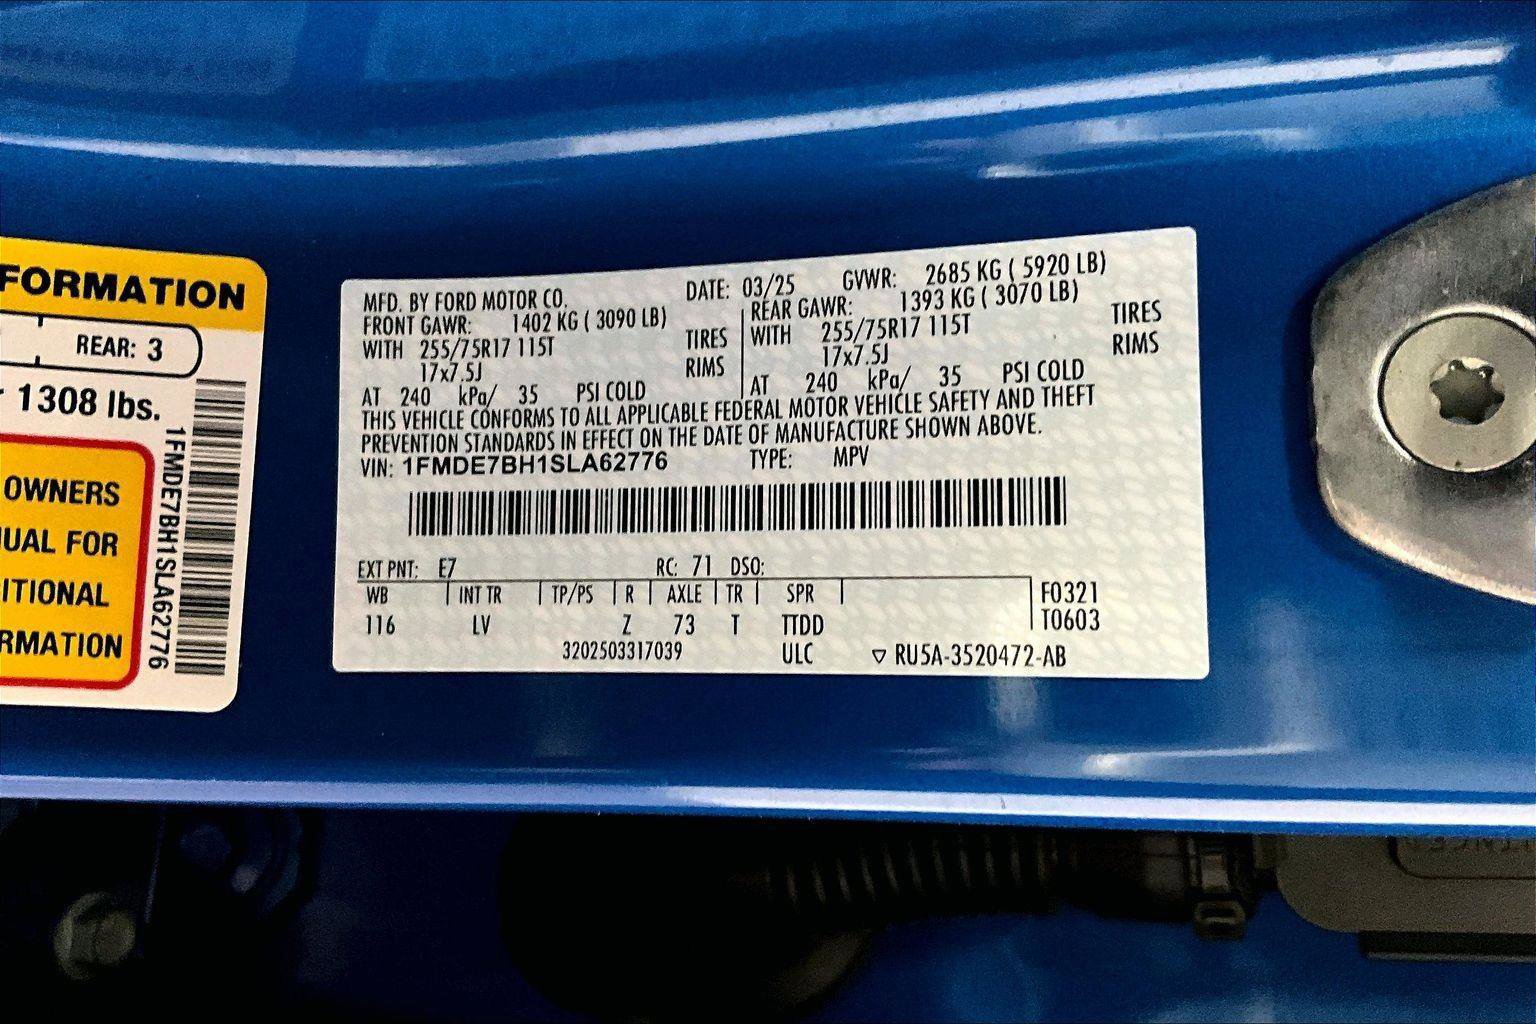 FORMATION
REAR: 3
1308 lbs.
OWNERS
UAL FOR
ITIONAL
RMATION
1FMDE7BH1SLA62776
MFD. BY FORD MOTOR CO. DATE: 03/25 GVWR: 2685 KG ( 5920 LB)
FRONT GAWR: 1402 KG ( 3090 LB) REAR GAWR: 1393 KG ( 3070 LB)
WITH 255/75R17 115T TIRES WITH 255/75R17 115T TIRES
17x7.5J RIMS 17x7.5J RIMS
AT 240 kPa/ 35 PSI COLD AT 240 kPa/ 35 PSI COLD
THIS VEHICLE CONFORMS TO ALL APPLICABLE FEDERAL MOTOR VEHICLE SAFETY AND THEFT
PREVENTION STANDARDS IN EFFECT ON THE DATE OF MANUFACTURE SHOWN ABOVE.
VIN: 1FMDE7BH1SLA62776 TYPE: MPV
EXT PNT: E7 RC: 71 DSO:
WB INT TR TP/PS R AXLE TR SPR F0321
116 LV Z 73 T TTDD T0603
3202503317039 ULC ▽ RU5A-3520472-AB